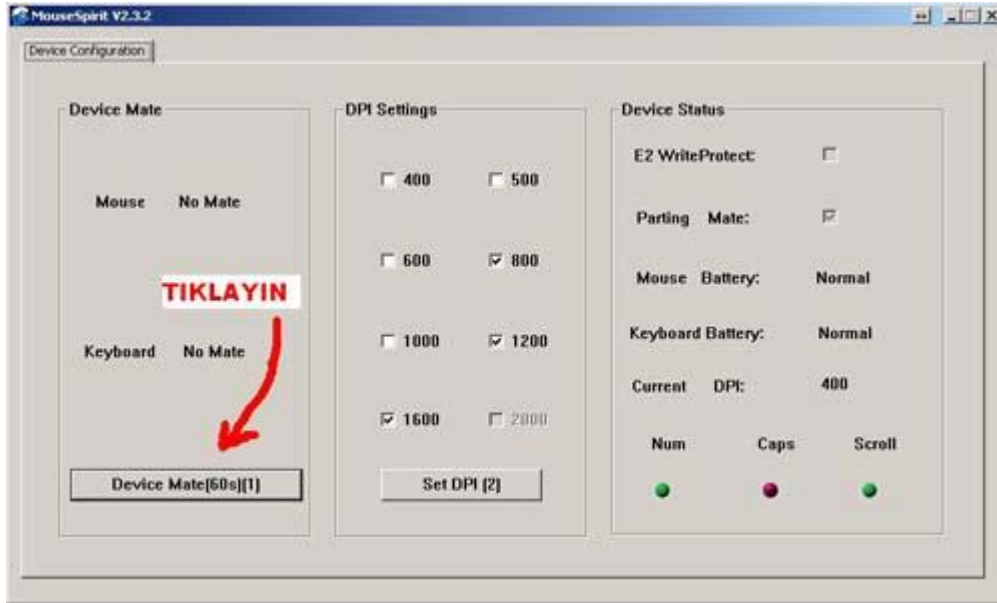 MouseSpirit V2.3.2
Device Configuration
Device Mate
Mouse No Mate
TIKLAYIN
Keyboard No Mate
Device Mate(60s)(1)
DPI Settings
400 500
600 800
1000 1200
1600 2000
Set DPI (2)
Device Status
E2 WriteProtect:
Parting Mate:
Mouse Battery: Normal
Keyboard Battery: Normal
Current DPI: 400
Num Caps Scroll